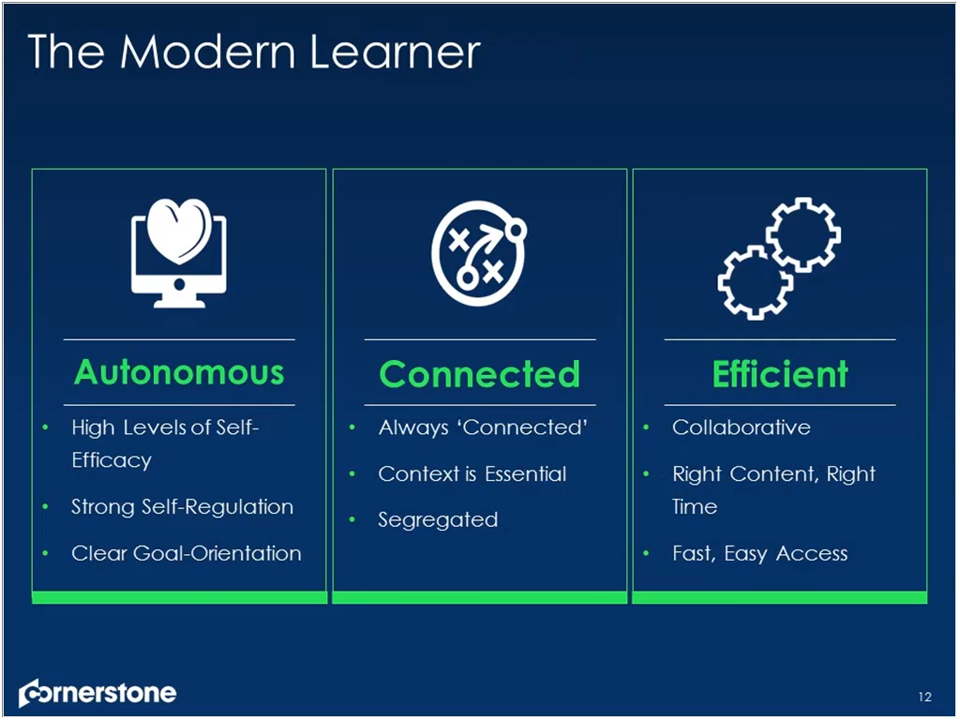 The Modern Learner
Autonomous
• High Levels of Self-
Efficacy
• Strong Self-Regulation
• Clear Goal-Orientation
Connected
• Always ‘Connected’
• Context is Essential
• Segregated
Efficient
• Collaborative
• Right Content, Right
Time
• Fast, Easy Access
cornerstone
12